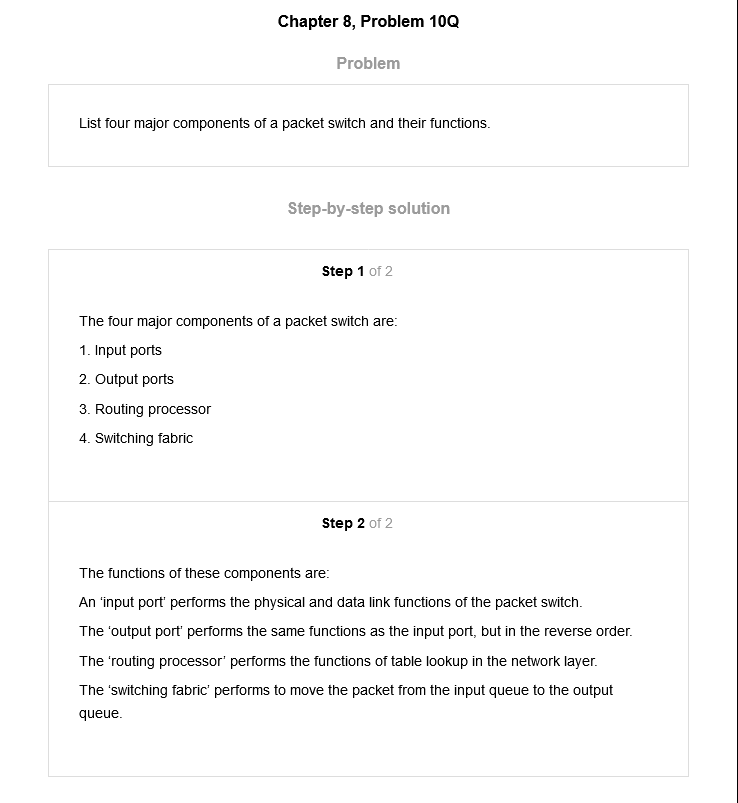 Chapter 8, Problem 10Q
Problem
List four major components of a packet switch and their functions.
Step-by-step solution
Step 1 of 2
The four major components of a packet switch are:
1. Input ports
2. Output ports
3. Routing processor
4. Switching fabric
Step 2 of 2
The functions of these components are:
An ‘input port’ performs the physical and data link functions of the packet switch.
The ‘output port’ performs the same functions as the input port, but in the reverse order.
The ‘routing processor’ performs the functions of table lookup in the network layer.
The ‘switching fabric’ performs to move the packet from the input queue to the output
queue.